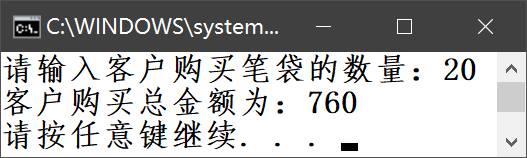 C:\WINDOWS\system...
请输入客户购买笔袋的数量：20
客户购买总金额为：760
请按任意键继续. . .